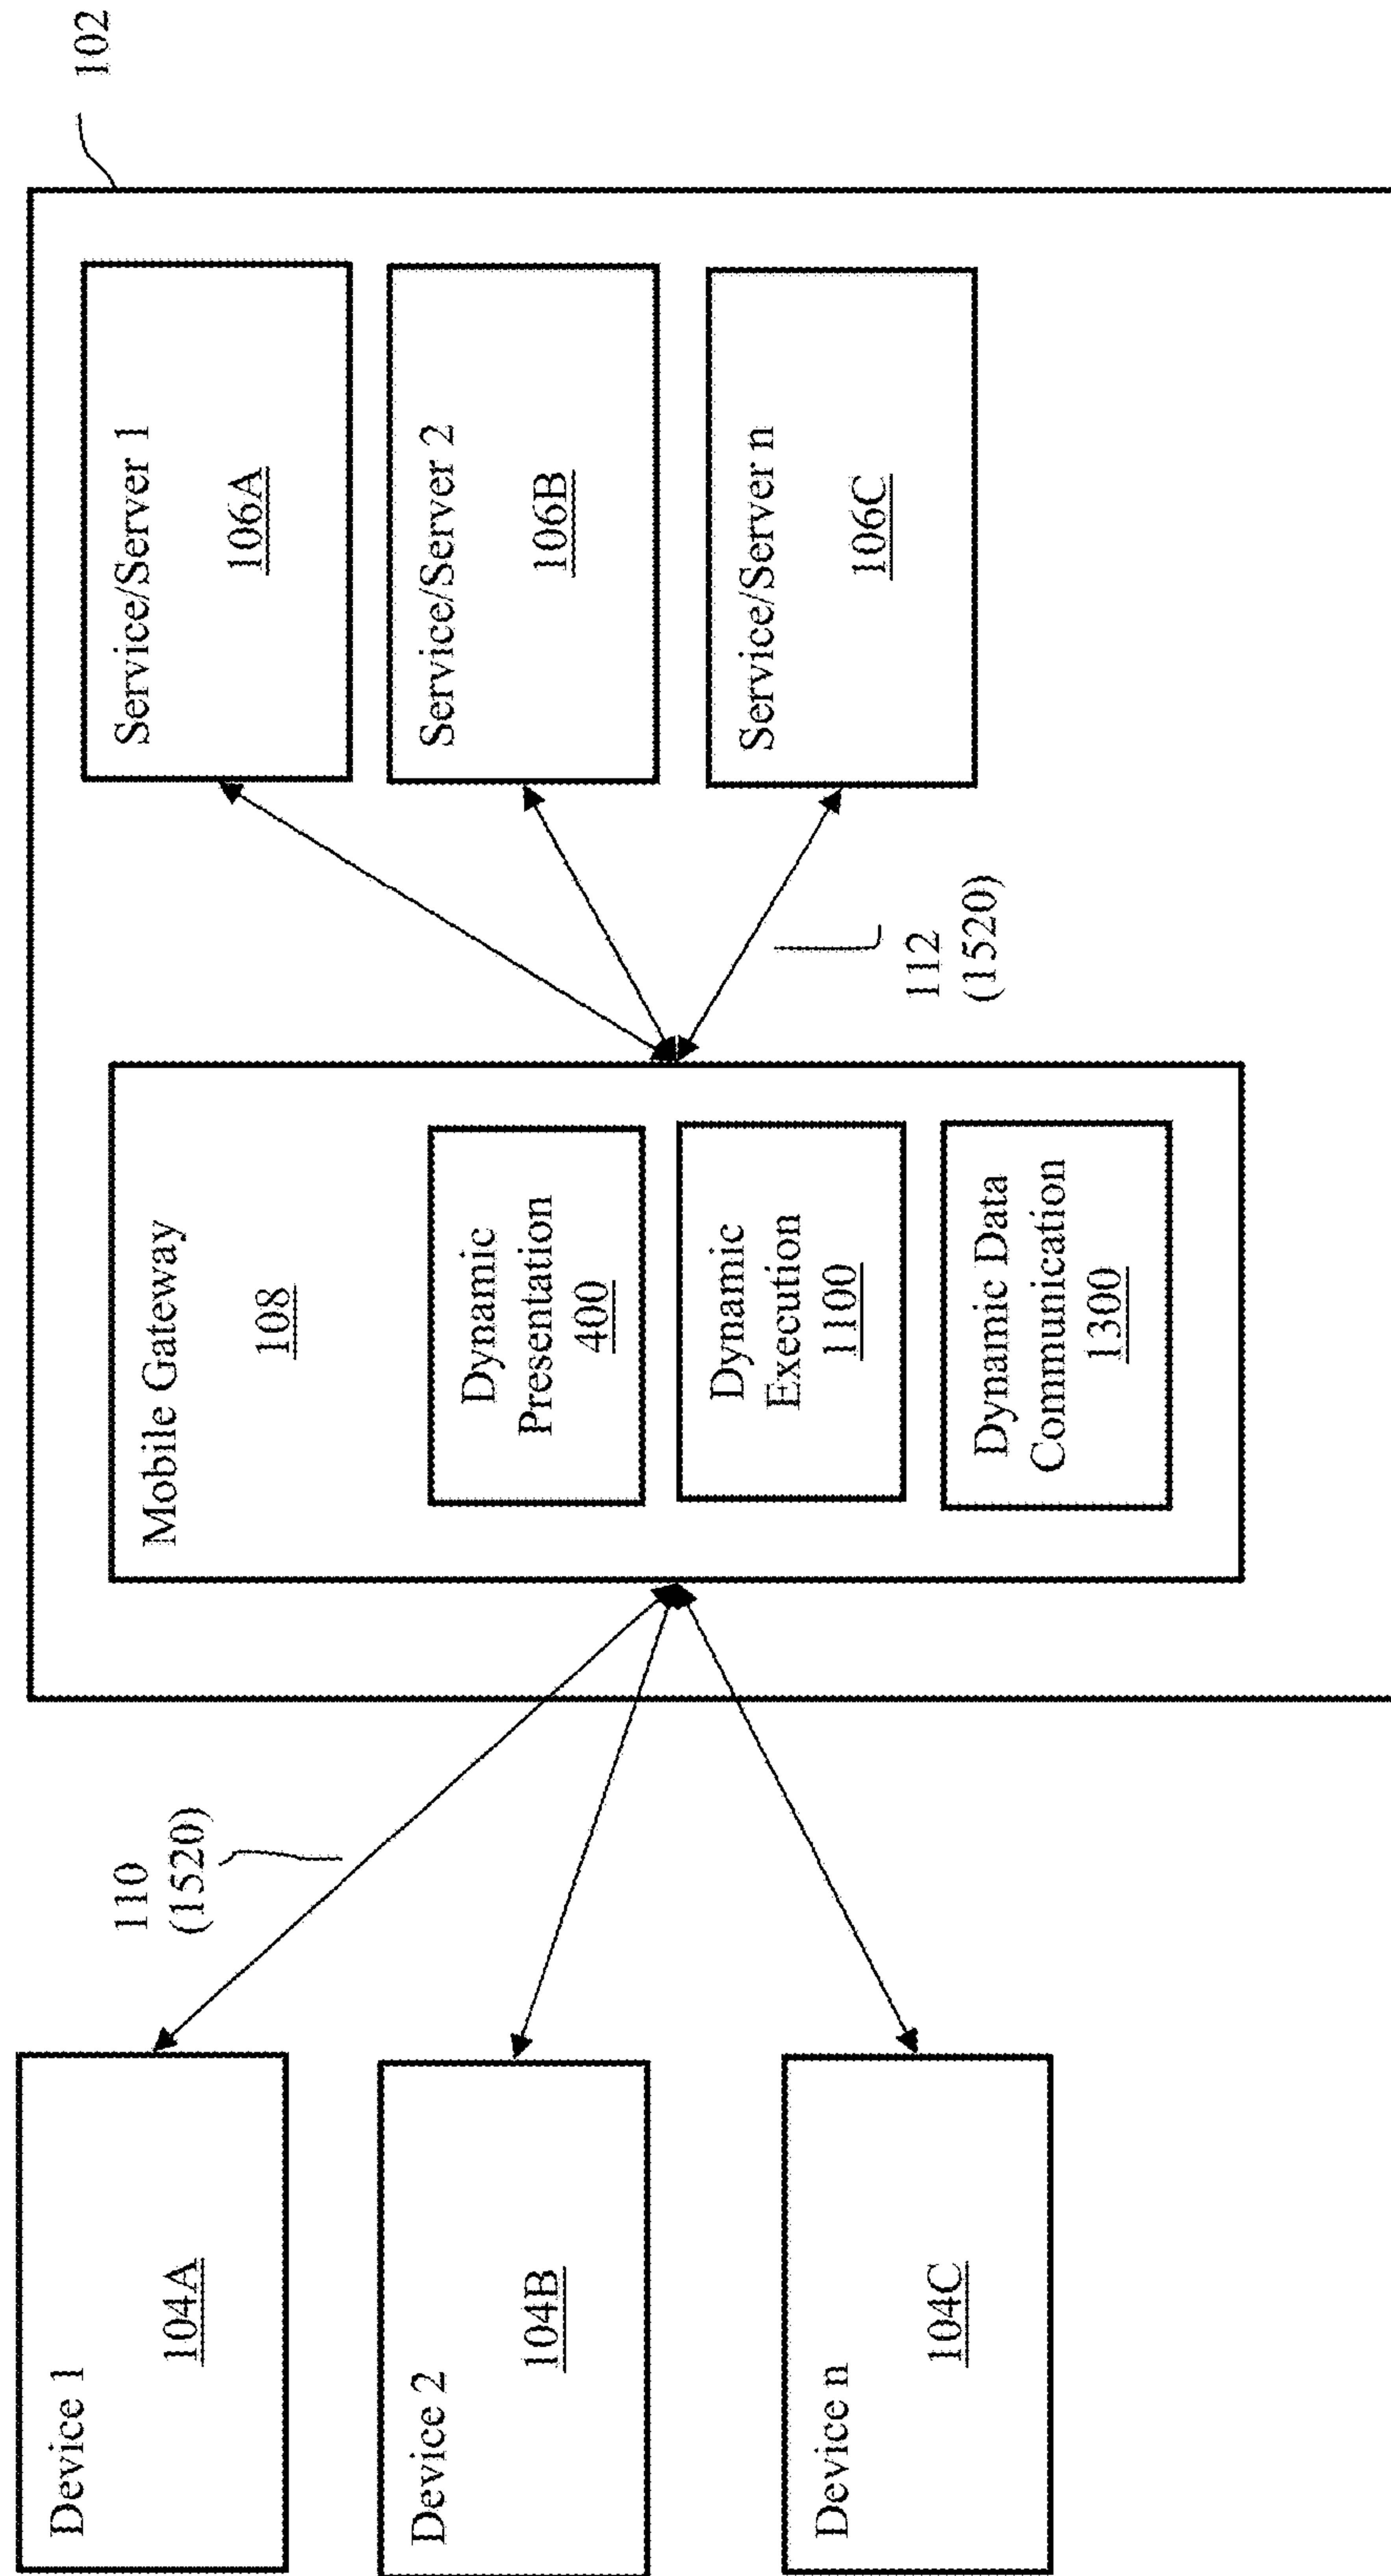 102
Device 1
104A
Device 2
104B
Device n
104C
110
(1520)
Mobile Gateway
108
Dynamic
Presentation
400
Dynamic
Execution
1100
Dynamic Data
Communication
1300
112
(1520)
Service/Server 1
106A
Service/Server 2
106B
Service/Server n
106C